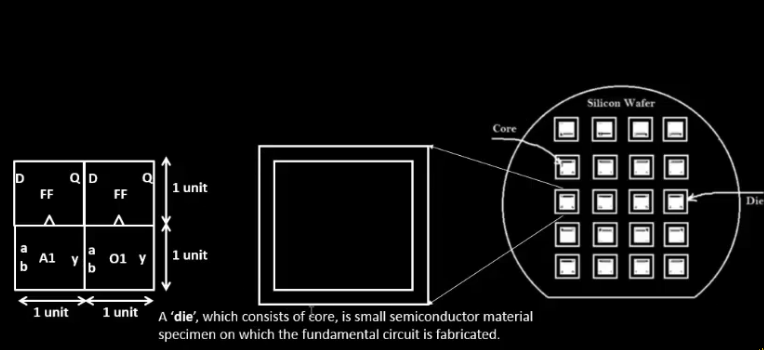 Silicon Wafer
Core
Die
D Q D Q
FF FF
1 unit
a A1 y a O1 y
b b
1 unit
1 unit 1 unit
A ‘die’, which consists of core, is small semiconductor material
specimen on which the fundamental circuit is fabricated.